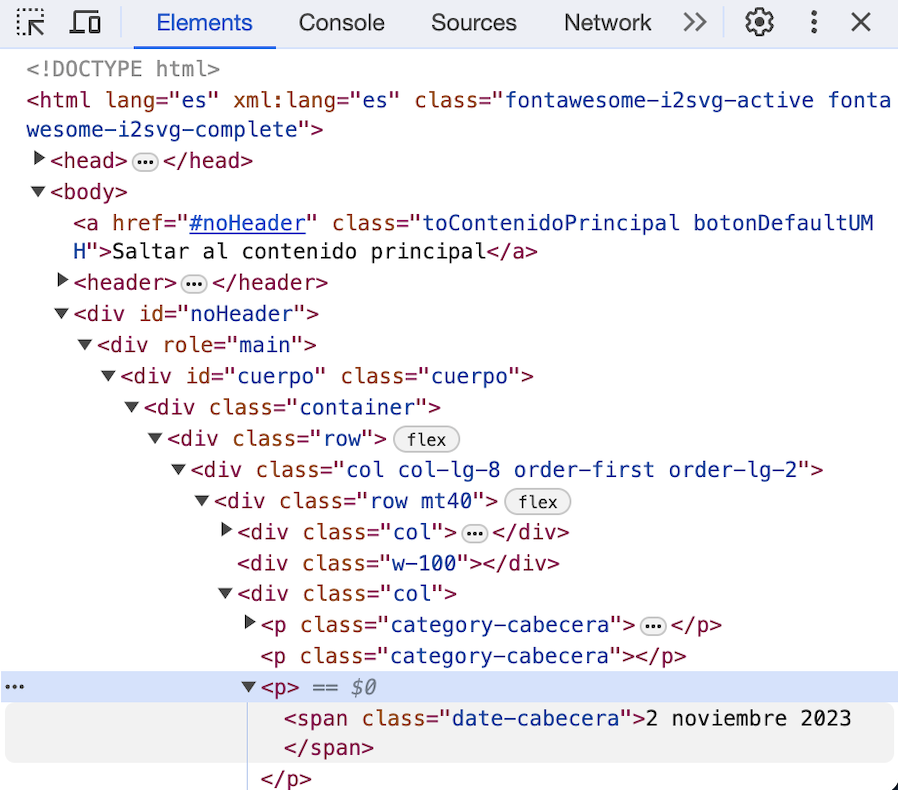 Elements Console Sources Network
<!DOCTYPE html>
<html lang="es" xml:lang="es" class="fontawesome-i2svg-active fonta
wesome-i2svg-complete">
<head> ••• </head>
<body>
<a href="#noHeader" class="toContenidoPrincipal botonDefaultUM
H">Saltar al contenido principal</a>
<header> ••• </header>
<div id="noHeader">
<div role="main">
<div id="cuerpo" class="cuerpo">
<div class="container">
<div class="row"> flex
<div class="col col-lg-8 order-first order-lg-2">
<div class="row mt40"> flex
<div class="col"> ••• </div>
<div class="w-100"></div>
<div class="col">
<p class="category-cabecera"> ••• </p>
<p class="category-cabecera"></p>
••• <p> == $0
<span class="date-cabecera">2 noviembre 2023
</span>
</p>